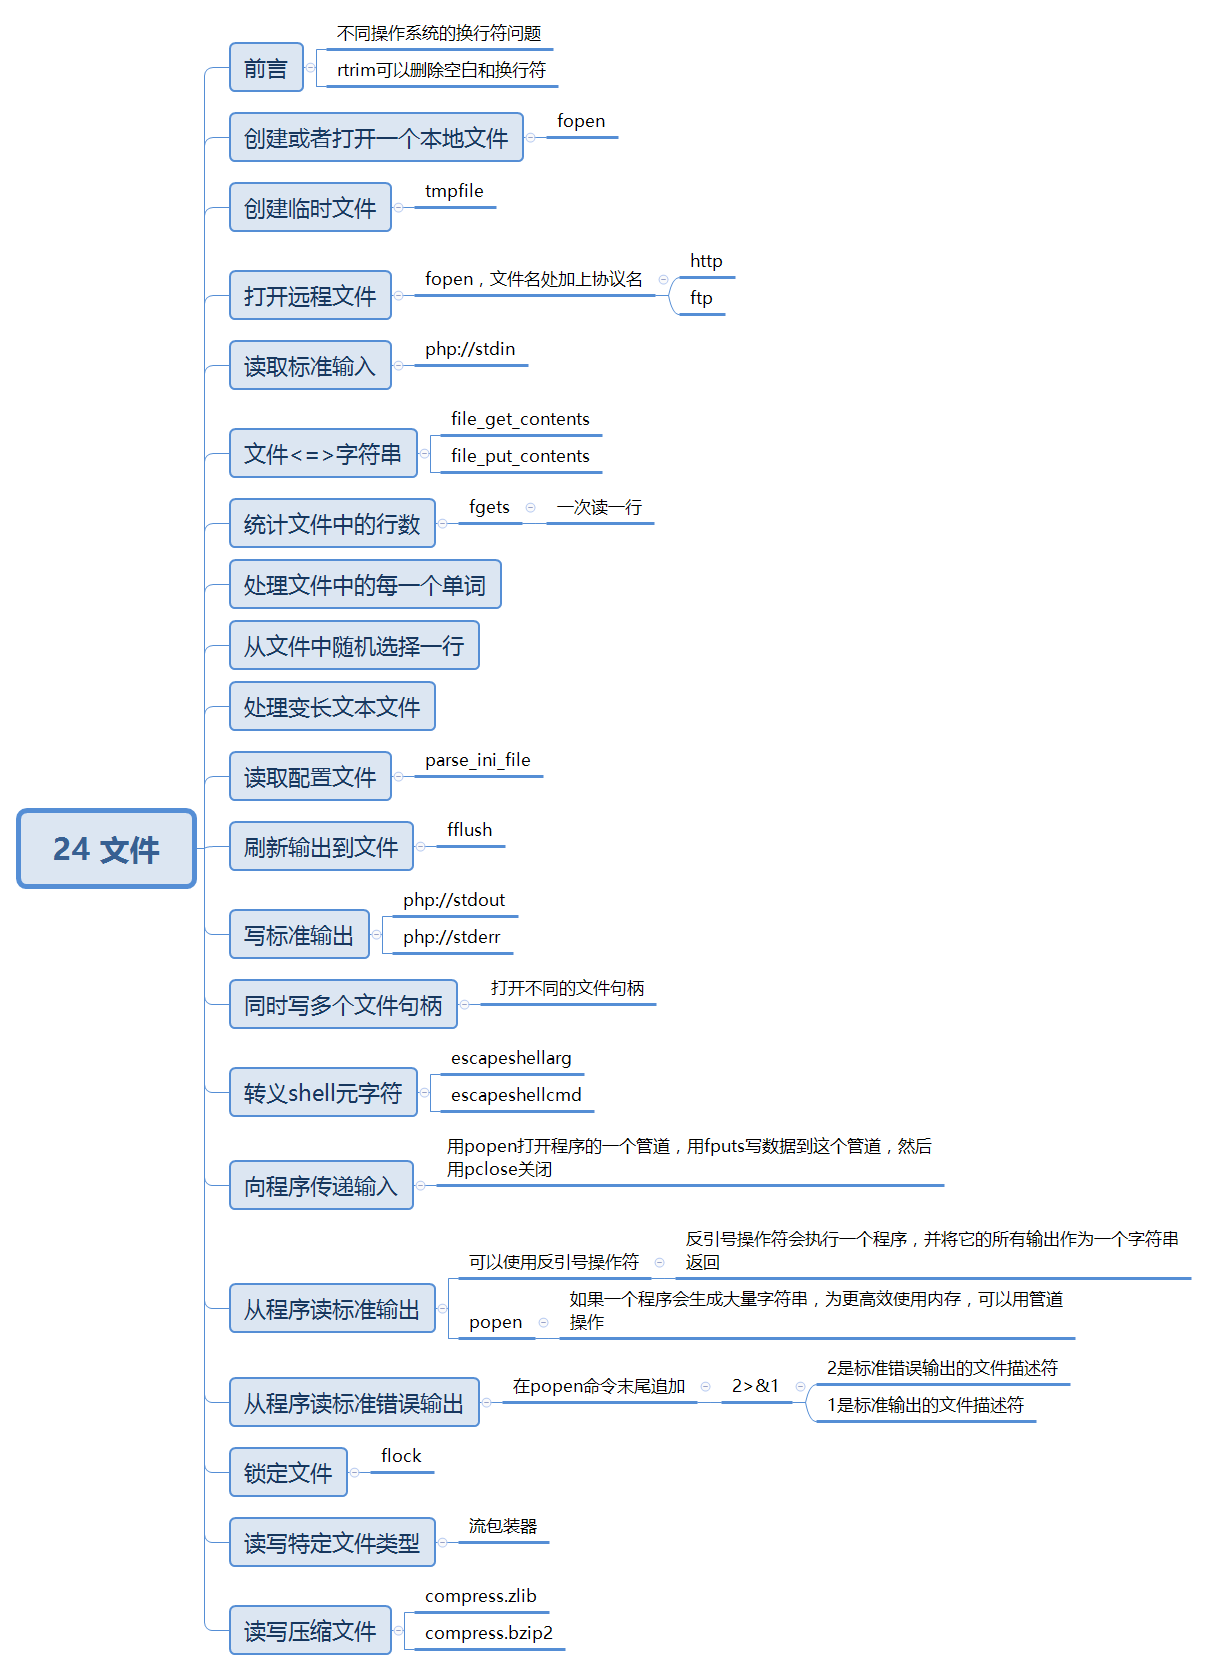 24 文件
前言
不同操作系统的换行符问题
rtrim可以删除空白和换行符
创建或者打开一个本地文件
fopen
创建临时文件
tmpfile
打开远程文件
fopen，文件名处加上协议名
http
ftp
读取标准输入
php://stdin
文件<=>字符串
file_get_contents
file_put_contents
统计文件中的行数
fgets
一次读一行
处理文件中的每一个单词
从文件中随机选择一行
处理变长文本文件
读取配置文件
parse_ini_file
刷新输出到文件
fflush
写标准输出
php://stdout
php://stderr
同时写多个文件句柄
打开不同的文件句柄
转义shell元字符
escapeshellarg
escapeshellcmd
向程序传递输入
用popen打开程序的一个管道，用fputs写数据到这个管道，然后
用pclose关闭
从程序读标准输出
可以使用反引号操作符
反引号操作符会执行一个程序，并将它的所有输出作为一个字符串
返回
popen
如果一个程序会生成大量字符串，为更高效使用内存，可以用管道
操作
从程序读标准错误输出
在popen命令末尾追加
2>&1
2是标准错误输出的文件描述符
1是标准输出的文件描述符
锁定文件
flock
读写特定文件类型
流包装器
读写压缩文件
compress.zlib
compress.bzip2